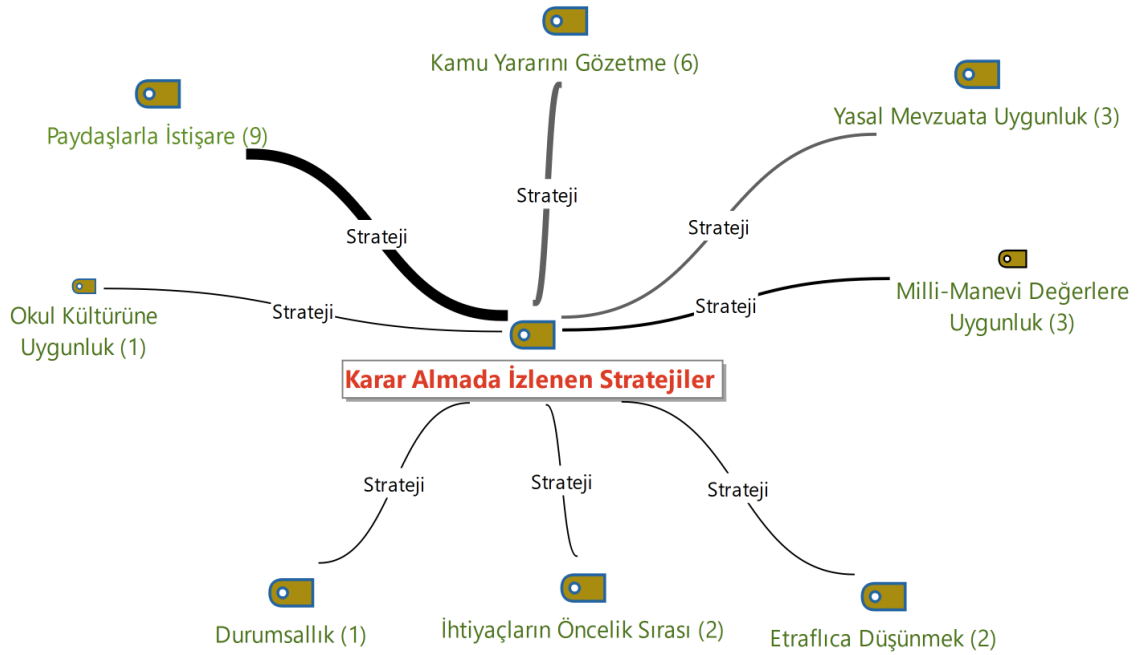 Kamu Yararını Gözetme (6)
Paydaşlarla İstişare (9)
Yasal Mevzuata Uygunluk (3)
Strateji
Strateji
Strateji
Okul Kültürüne
Uygunluk (1)
Strateji
Strateji
Milli-Manevi Değerlere
Uygunluk (3)
Karar Almada İzlenen Stratejiler
Strateji
Strateji
Strateji
Durumsallık (1)
İhtiyaçların Öncelik Sırası (2)
Etraflıca Düşünmek (2)